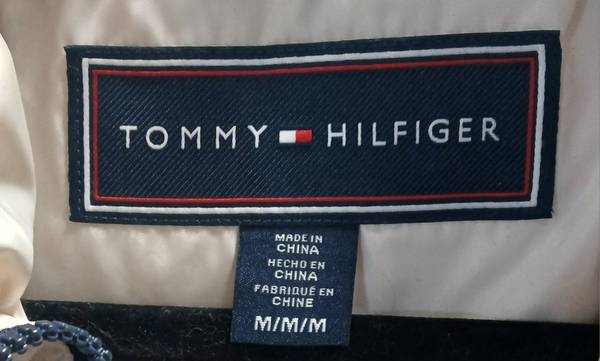 TOMMY HILFIGER
MADE IN
CHINA
HECHO EN
CHINA
FABRIQUÉ EN
CHINE
M/M/M